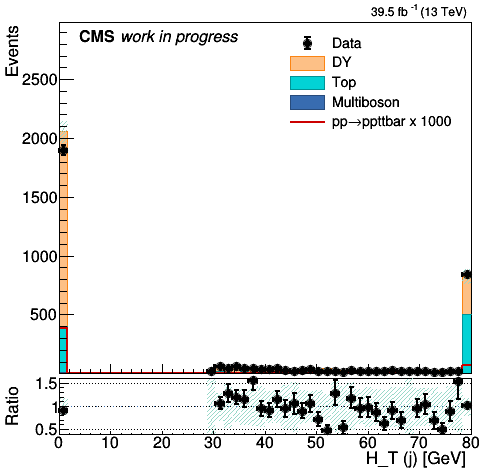 39.5 fb⁻¹ (13 TeV)
CMS work in progress
Events
Data
DY
Top
Multiboson
pp→ppttbar x 1000
2500
2000
1500
1000
500
Ratio
1.5
1
0.5
0 10 20 30 40 50 60 70 80
H_T (j) [GeV]